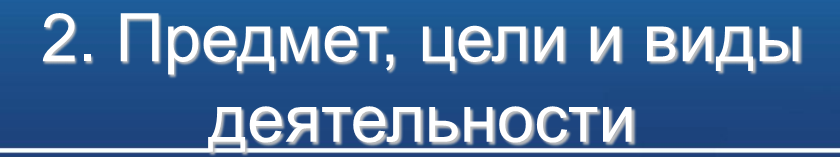 2. Предмет, цели и виды
деятельности